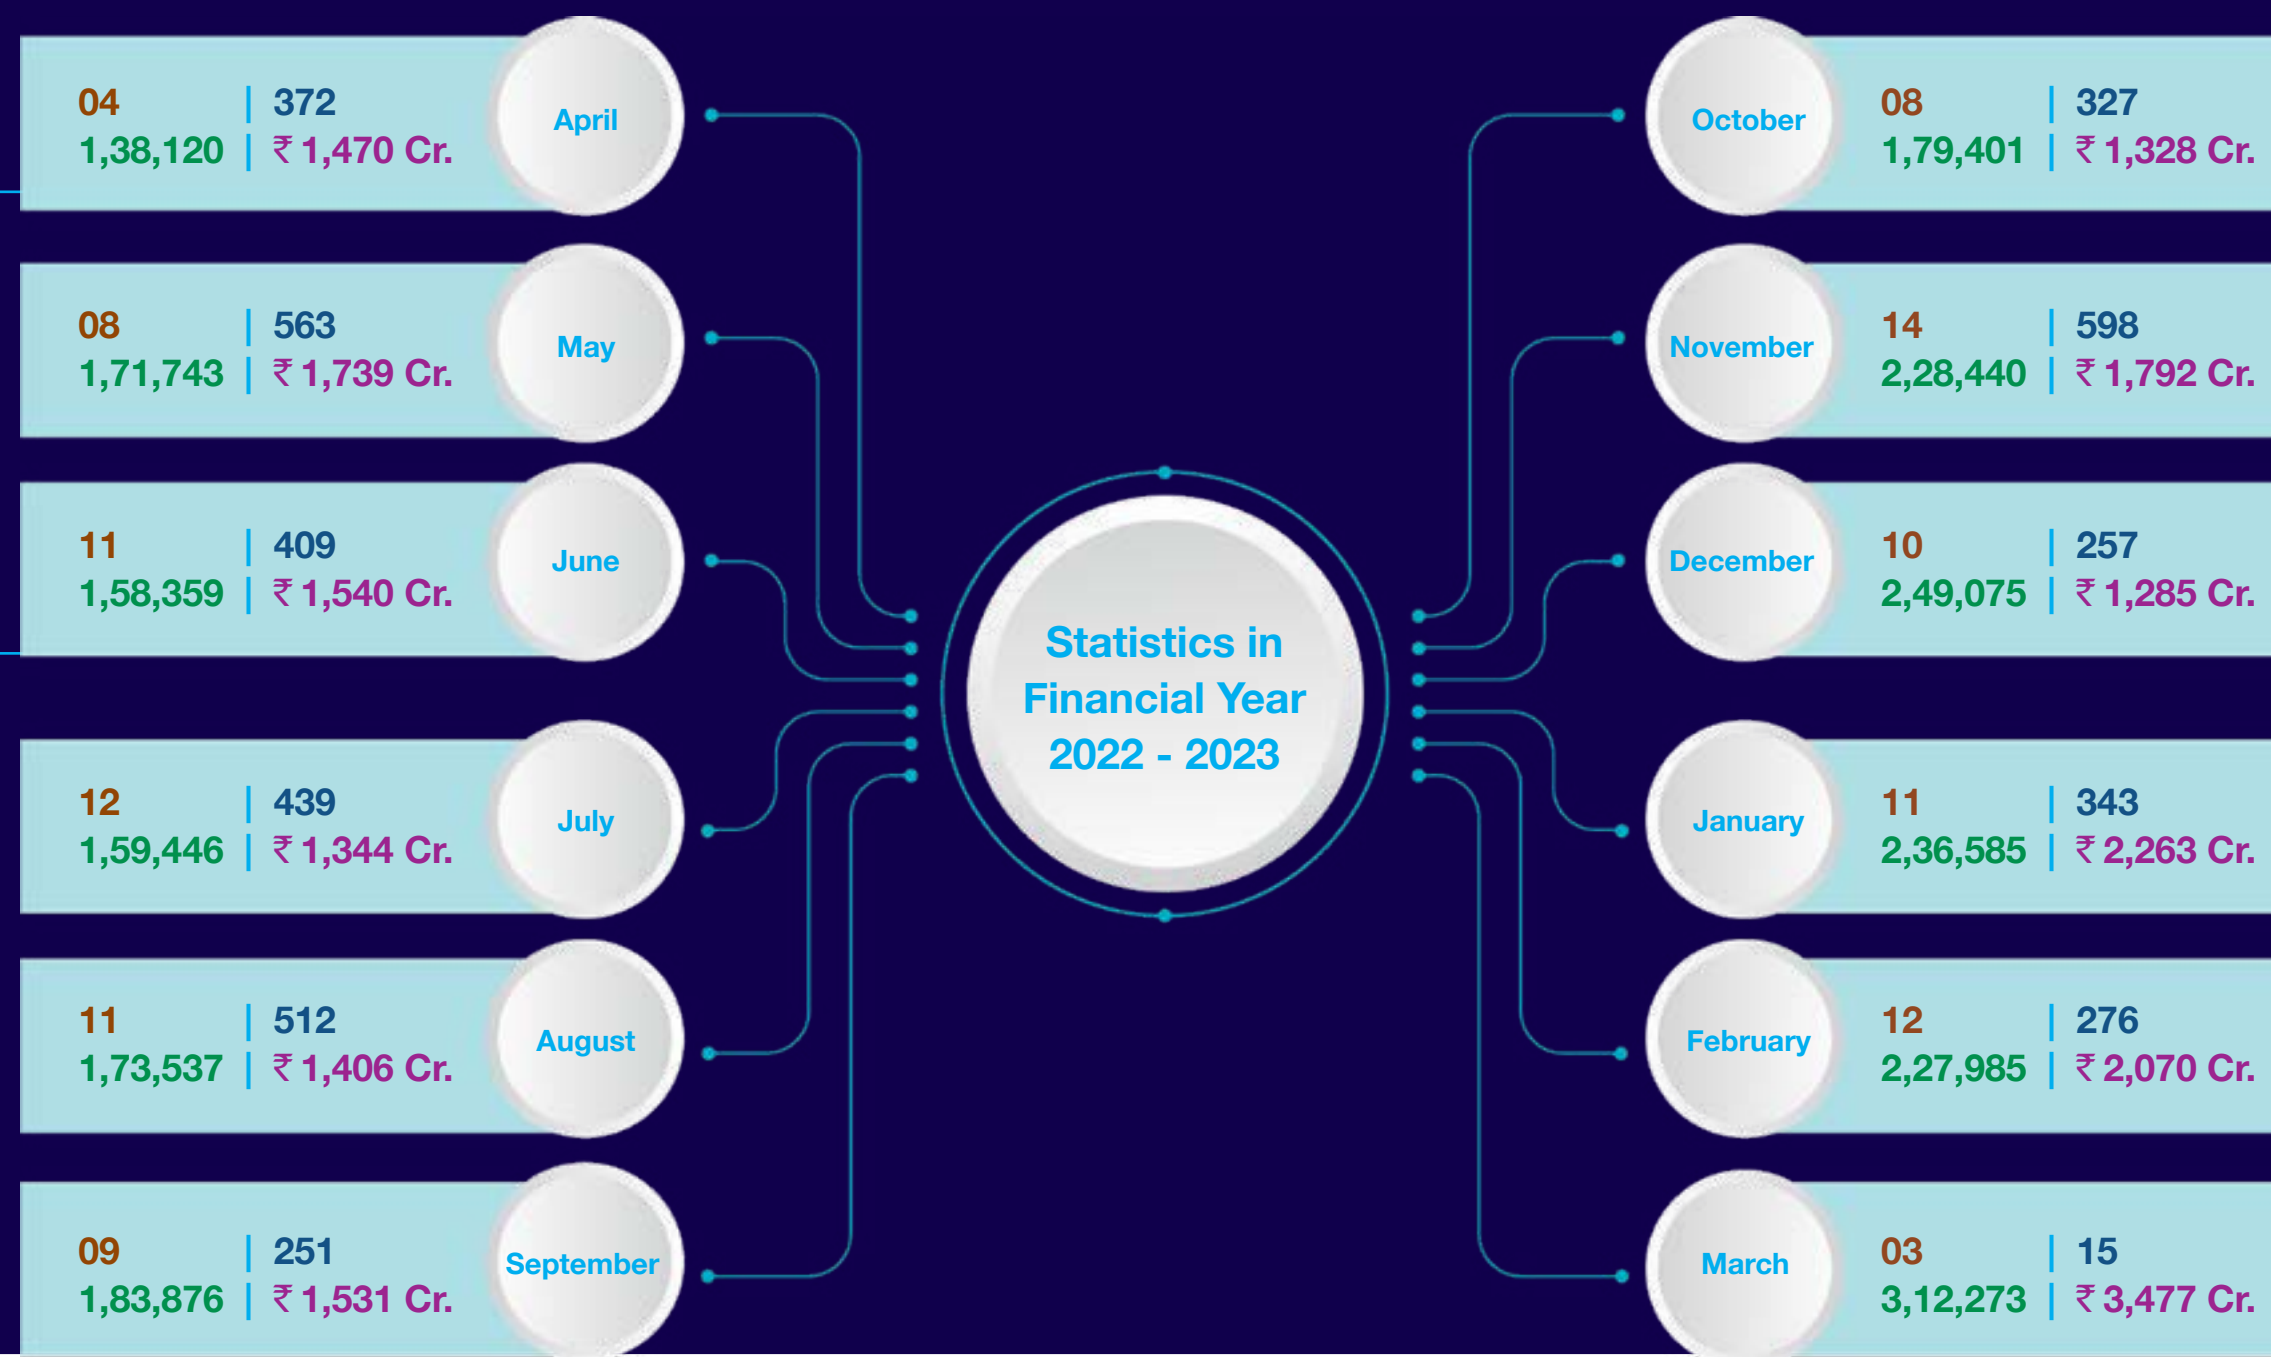 04 | 372
1,38,120 | ₹ 1,470 Cr.
April
08 | 563
1,71,743 | ₹ 1,739 Cr.
May
11 | 409
1,58,359 | ₹ 1,540 Cr.
June
12 | 439
1,59,446 | ₹ 1,344 Cr.
July
11 | 512
1,73,537 | ₹ 1,406 Cr.
August
09 | 251
1,83,876 | ₹ 1,531 Cr.
September
Statistics in
Financial Year
2022 - 2023
October
08 | 327
1,79,401 | ₹ 1,328 Cr.
November
14 | 598
2,28,440 | ₹ 1,792 Cr.
December
10 | 257
2,49,075 | ₹ 1,285 Cr.
January
11 | 343
2,36,585 | ₹ 2,263 Cr.
February
12 | 276
2,27,985 | ₹ 2,070 Cr.
March
03 | 15
3,12,273 | ₹ 3,477 Cr.